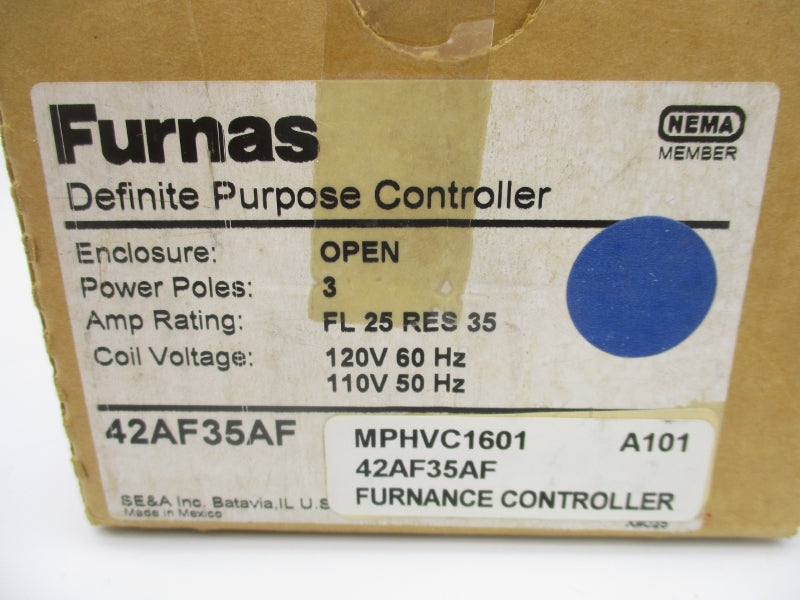 Furnas
NEMA
MEMBER
Definite Purpose Controller
Enclosure: OPEN
Power Poles: 3
Amp Rating: FL 25 RES 35
Coil Voltage: 120V 60 Hz
110V 50 Hz
42AF35AF
MPHVC1601 A101
42AF35AF
FURNANCE CONTROLLER
SE&A Inc. Batavia, IL U.S
Made in Mexico